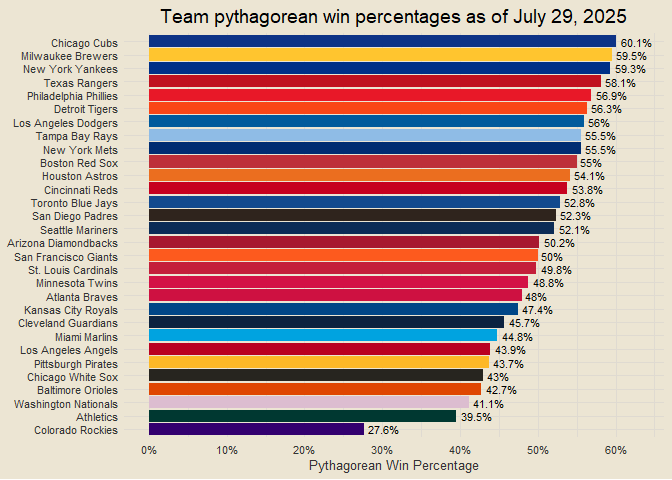 Team pythagorean win percentages as of July 29, 2025
Chicago Cubs 60.1%
Milwaukee Brewers 59.5%
New York Yankees 59.3%
Texas Rangers 58.1%
Philadelphia Phillies 56.9%
Detroit Tigers 56.3%
Los Angeles Dodgers 56%
Tampa Bay Rays 55.5%
New York Mets 55.5%
Boston Red Sox 55%
Houston Astros 54.1%
Cincinnati Reds 53.8%
Toronto Blue Jays 52.8%
San Diego Padres 52.3%
Seattle Mariners 52.1%
Arizona Diamondbacks 50.2%
San Francisco Giants 50%
St. Louis Cardinals 49.8%
Minnesota Twins 48.8%
Atlanta Braves 48%
Kansas City Royals 47.4%
Cleveland Guardians 45.7%
Miami Marlins 44.8%
Los Angeles Angels 43.9%
Pittsburgh Pirates 43.7%
Chicago White Sox 43%
Baltimore Orioles 42.7%
Washington Nationals 41.1%
Athletics 39.5%
Colorado Rockies 27.6%
0% 10% 20% 30% 40% 50% 60%
Pythagorean Win Percentage